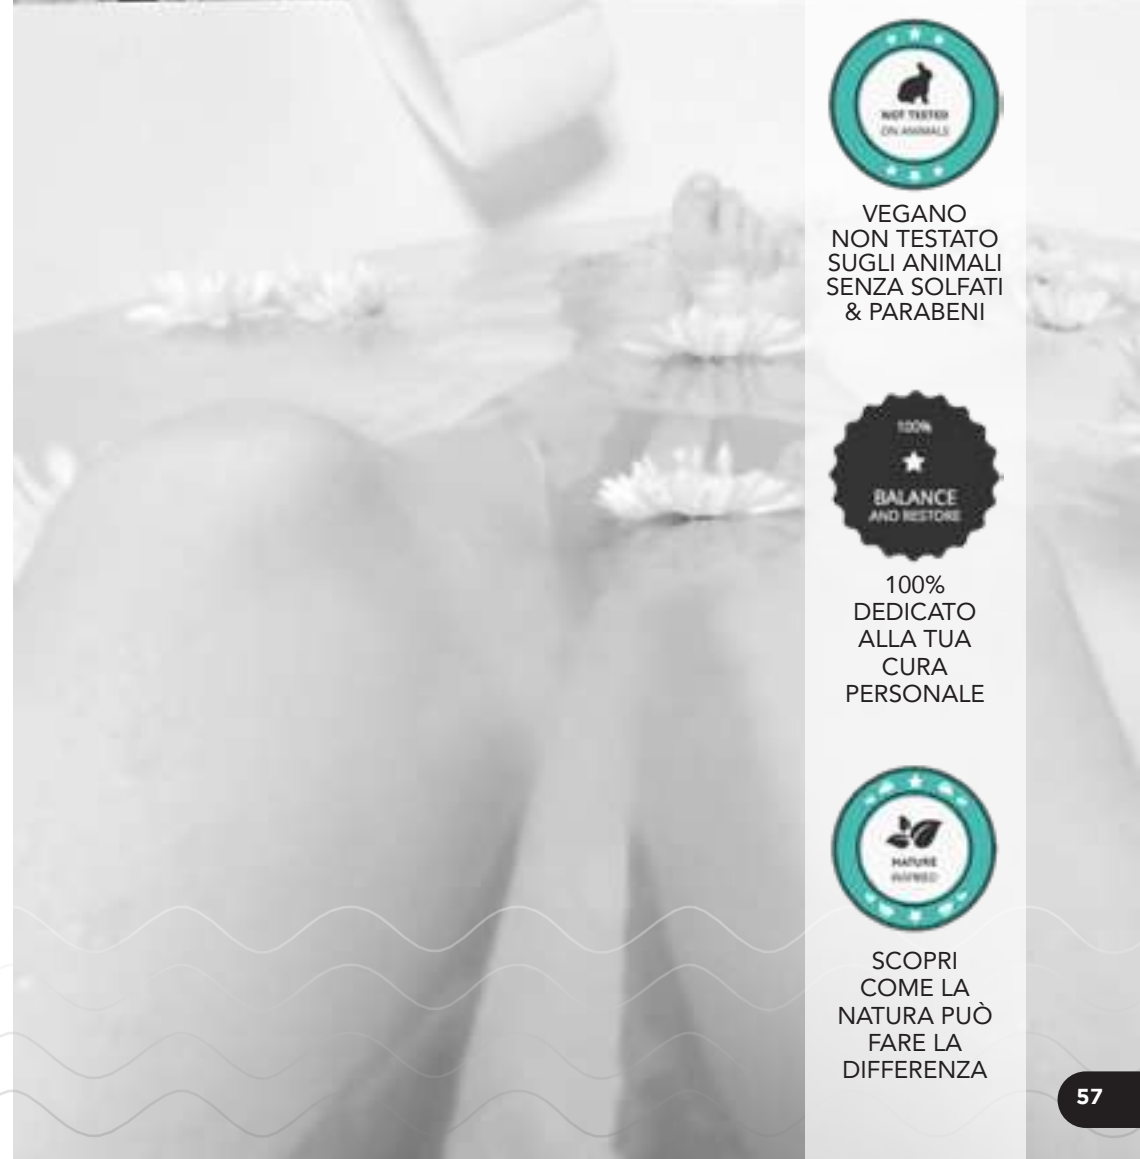 NOT TESTED
ON ANIMALS
VEGANO
NON TESTATO
SUGLI ANIMALI
SENZA SOLFATI
& PARABENI
100%
BALANCE
AND RESTORE
100%
DEDICATO
ALLA TUA
CURA
PERSONALE
NATURE
INSPIRED
SCOPRI
COME LA
NATURA PUÒ
FARE LA
DIFFERENZA
57